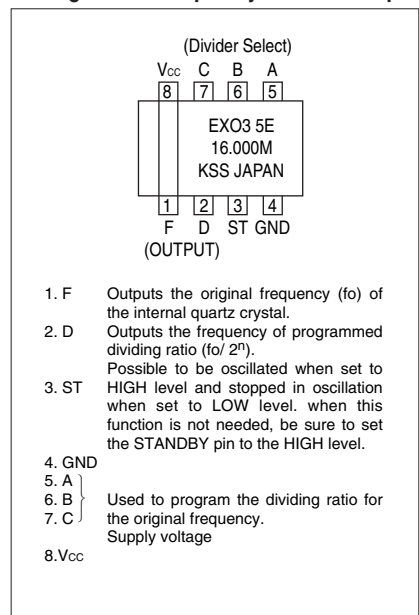 (Divider Select)
Vcc C B A
8 7 6 5
EXO3 5E
16.000M
KSS JAPAN
1 2 3 4
F D ST GND
(OUTPUT)
1. F Outputs the original frequency (fo) of
the internal quartz crystal.
2. D Outputs the frequency of programmed
dividing ratio (fo/ 2n).
Possible to be oscillated when set to
3. ST HIGH level and stopped in oscillation
when set to LOW level. when this
function is not needed, be sure to set
the STANDBY pin to the HIGH level.
4. GND
5. A
6. B Used to program the dividing ratio for
7. C the original frequency.
Supply voltage
8.Vcc